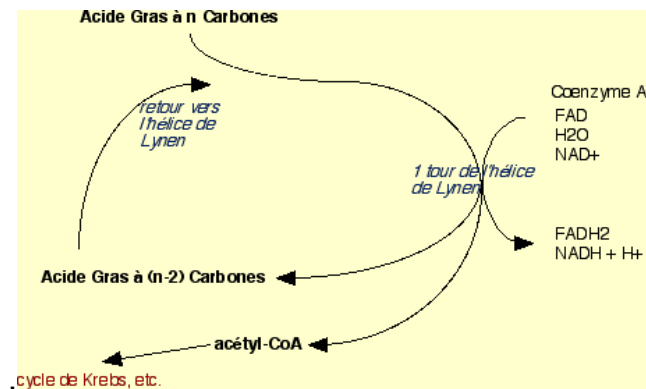 Acide Gras à n Carbones
retour vers
l'hélice de
Lynen
Coenzyme A
FAD
H2O
NAD+
1 tour de l'hélice
de Lynen
FADH2
NADH + H+
Acide Gras à (n-2) Carbones
acétyl-CoA
.cycle de Krebs, etc.